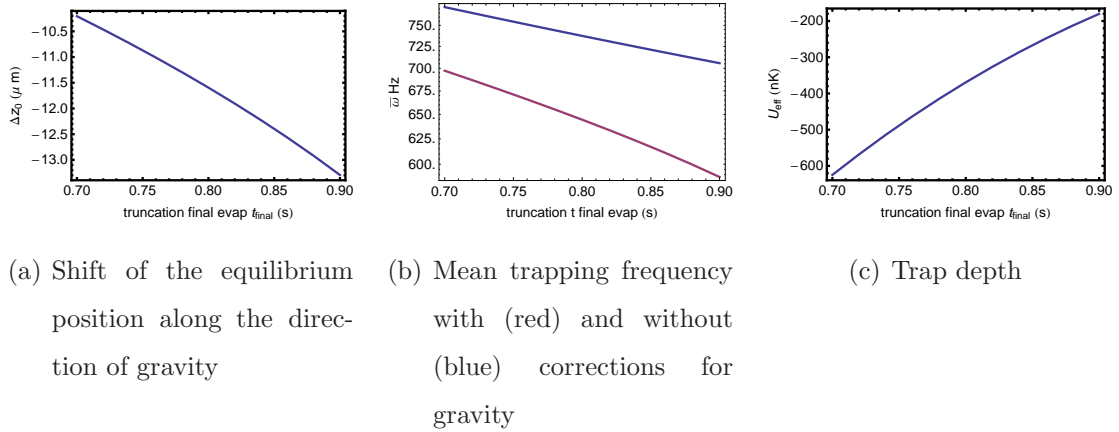 −10.5
−11.0
−11.5
−12.0
−12.5
−13.0
Δz₀ (μ m)
0.70 0.75 0.80 0.85 0.90
truncation final evap t_final (s)
750.
725.
700.
675.
650.
625.
600.
ω̅ Hz
0.70 0.75 0.80 0.85 0.90
truncation t final evap (s)
−200
−300
−400
−500
−600
U_eff (nK)
0.70 0.75 0.80 0.85 0.90
truncation final evap t_final (s)
(a) Shift of the equilibrium
position along the direc-
tion of gravity
(b) Mean trapping frequency
with (red) and without
(blue) corrections for
gravity
(c) Trap depth